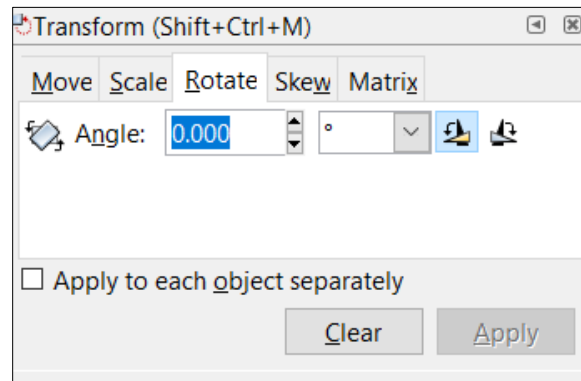 Transform (Shift+Ctrl+M)
Move Scale Rotate Skew Matrix
Angle: 0.000 °
Apply to each object separately
Clear Apply